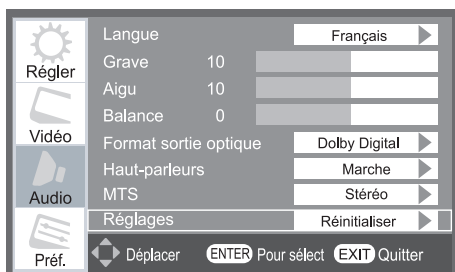 Langue Français
Régler
Grave 10
Aigu 10
Balance 0
Vidéo
Format sortie optique Dolby Digital
Haut-parleurs Marche
Audio
MTS Stéréo
Réglages Réinitialiser
Préf.
Déplacer ENTER Pour sélect EXIT Quitter